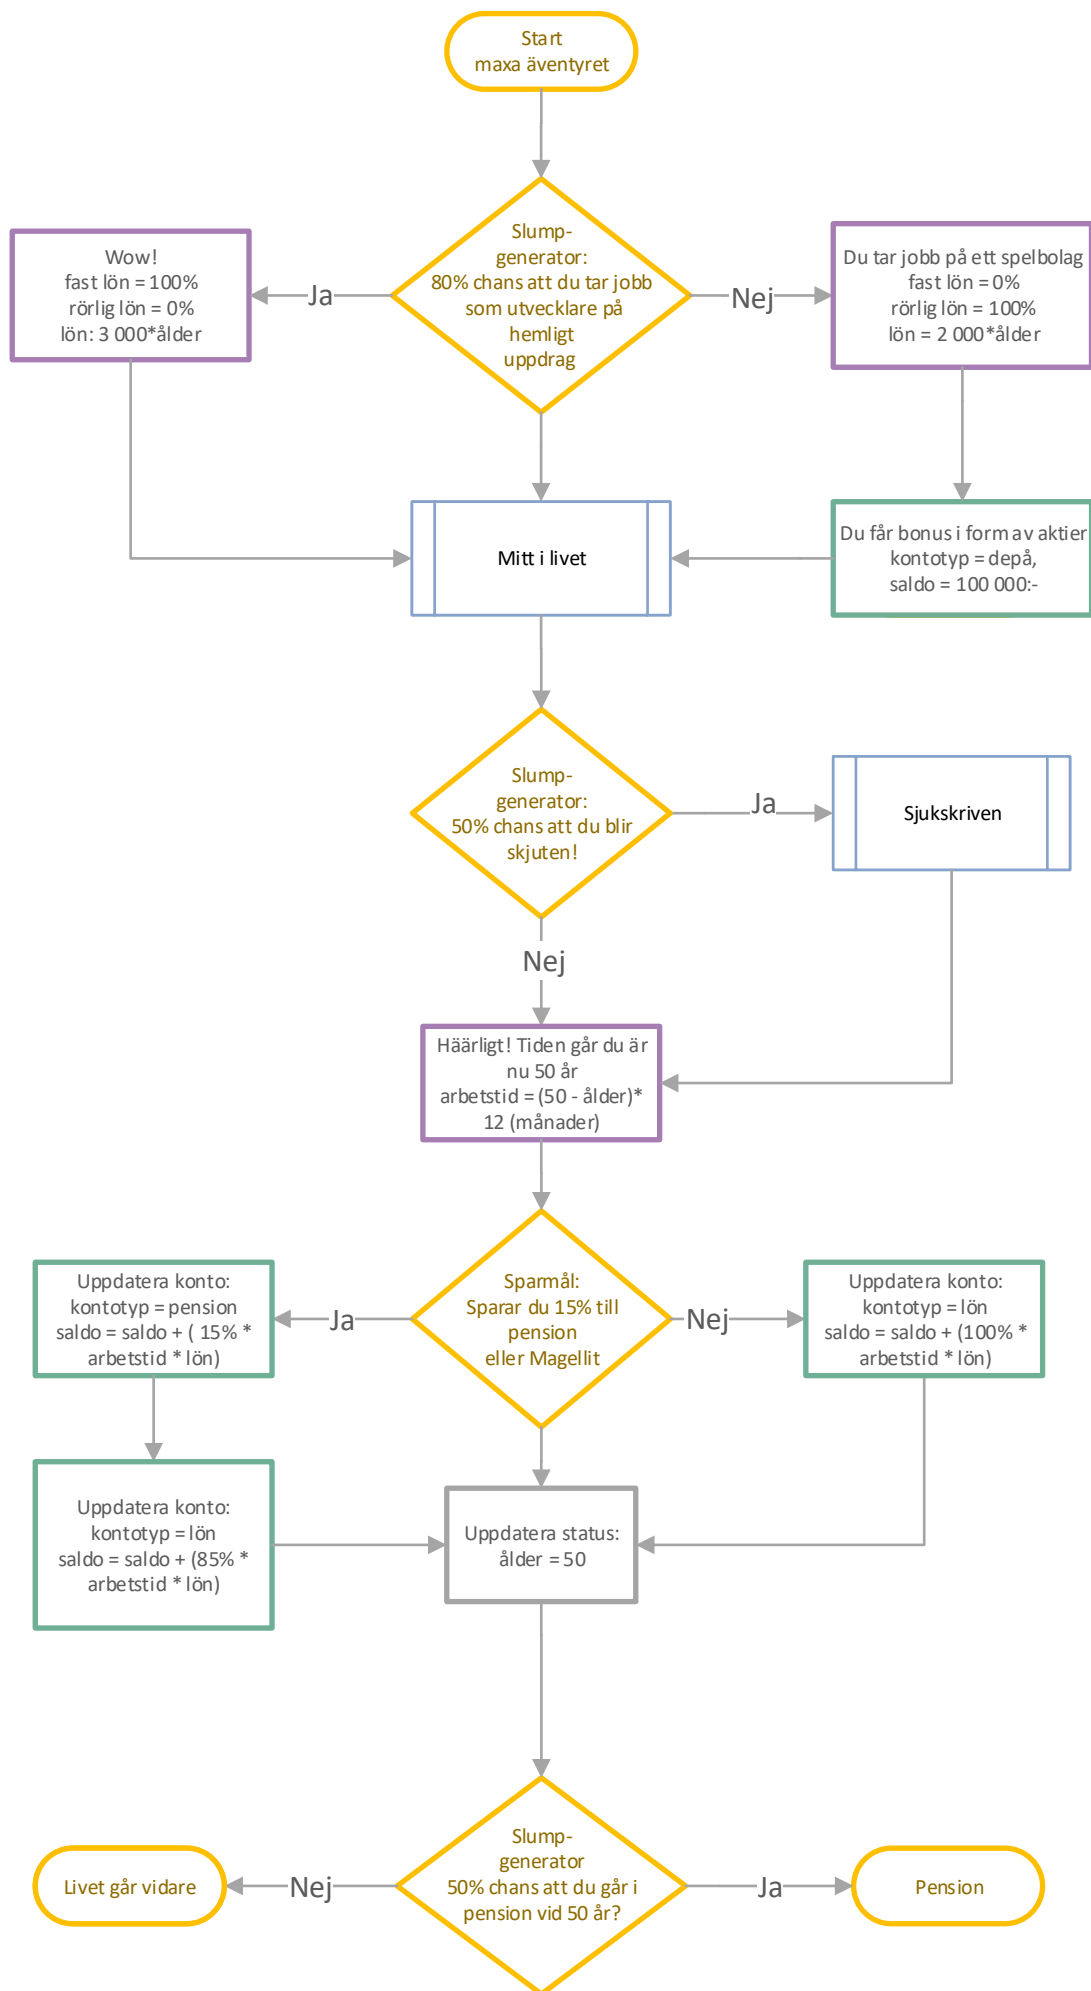 Start
maxa äventyret
Slump-
generator:
80% chans att du tar jobb
som utvecklare på
hemligt
uppdrag
Ja
Nej
Wow!
fast lön = 100%
rörlig lön = 0%
lön: 3 000*ålder
Du tar jobb på ett spelbolag
fast lön = 0%
rörlig lön = 100%
lön = 2 000*ålder
Mitt i livet
Du får bonus i form av aktier
kontotyp = depå,
saldo = 100 000:-
Slump-
generator:
50% chans att du blir
skjuten!
Ja
Sjukskriven
Nej
Häärligt! Tiden går du är
nu 50 år
arbetstid = (50 - ålder)*
12 (månader)
Sparmål:
Sparar du 15% till
pension
eller Magellit
Ja
Nej
Uppdatera konto:
kontotyp = pension
saldo = saldo + ( 15% *
arbetstid * lön)
Uppdatera konto:
kontotyp = lön
saldo = saldo + (100% *
arbetstid * lön)
Uppdatera konto:
kontotyp = lön
saldo = saldo + (85% *
arbetstid * lön)
Uppdatera status:
ålder = 50
Slump-
generator
50% chans att du går i
pension vid 50 år?
Nej
Ja
Livet går vidare
Pension